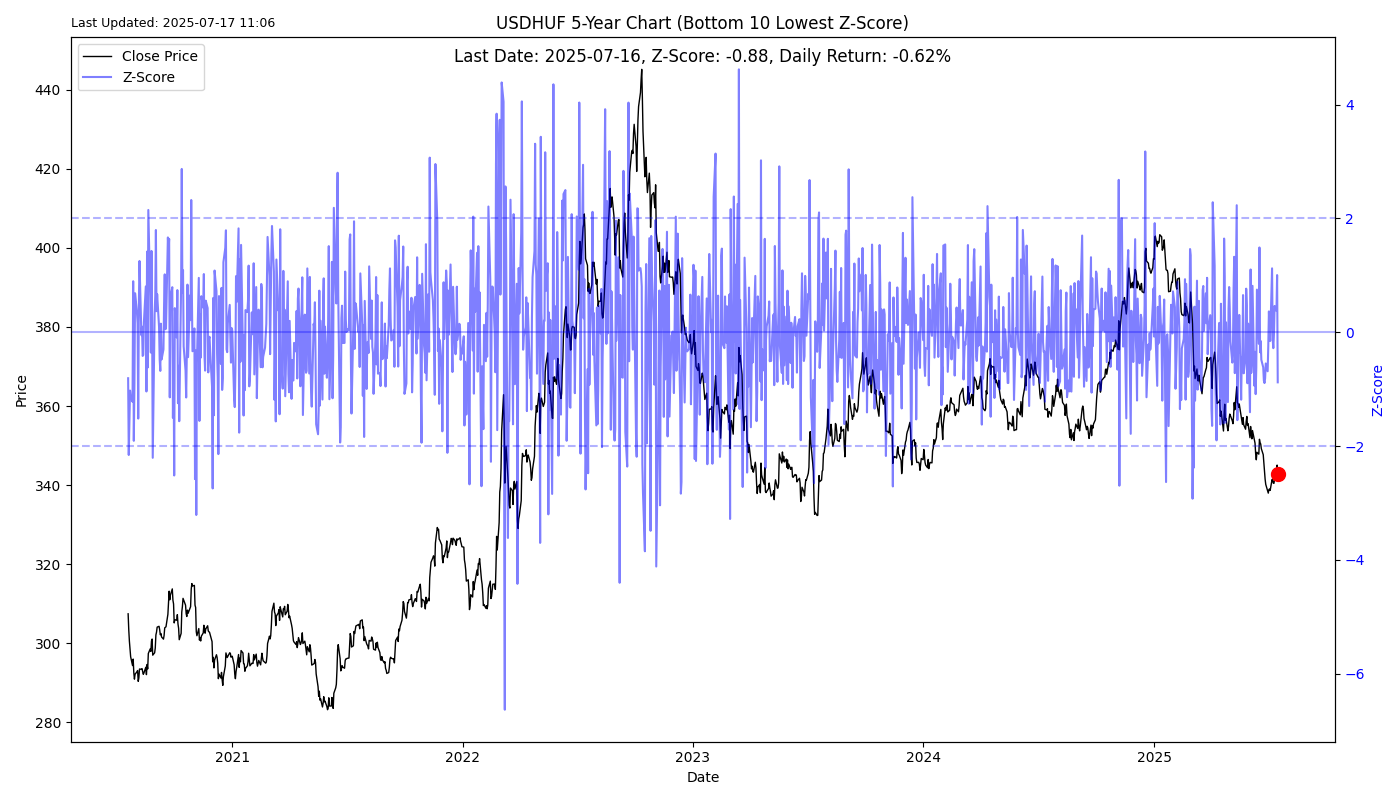 Last Updated: 2025-07-17 11:06
USDHUF 5-Year Chart (Bottom 10 Lowest Z-Score)
Last Date: 2025-07-16, Z-Score: -0.88, Daily Return: -0.62%
Close Price
Z-Score
440
420
400
380
360
340
320
300
280
Price
4
2
0
−2
−4
−6
Z-Score
2021
2022
2023
2024
2025
Date